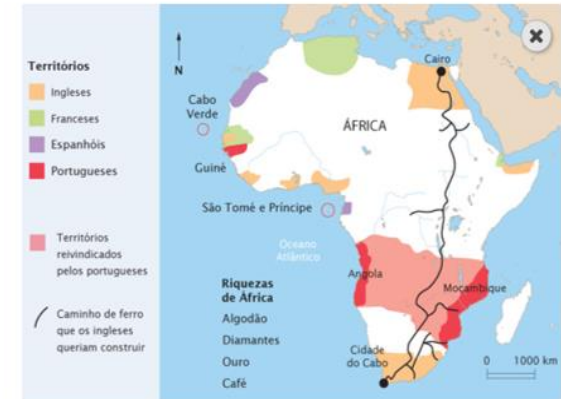 Territórios
Ingleses
Franceses
Espanhóis
Portugueses
Territórios
reivindicados
pelos portugueses
Caminho de ferro
que os ingleses
queriam construir
N
Cairo
Cabo
Verde
ÁFRICA
Guiné
São Tomé e Príncipe
Oceano
Atlântico
Angola
Moçambique
Riquezas
de África
Algodão
Diamantes
Ouro
Café
Cidade
do Cabo
0 1000 km